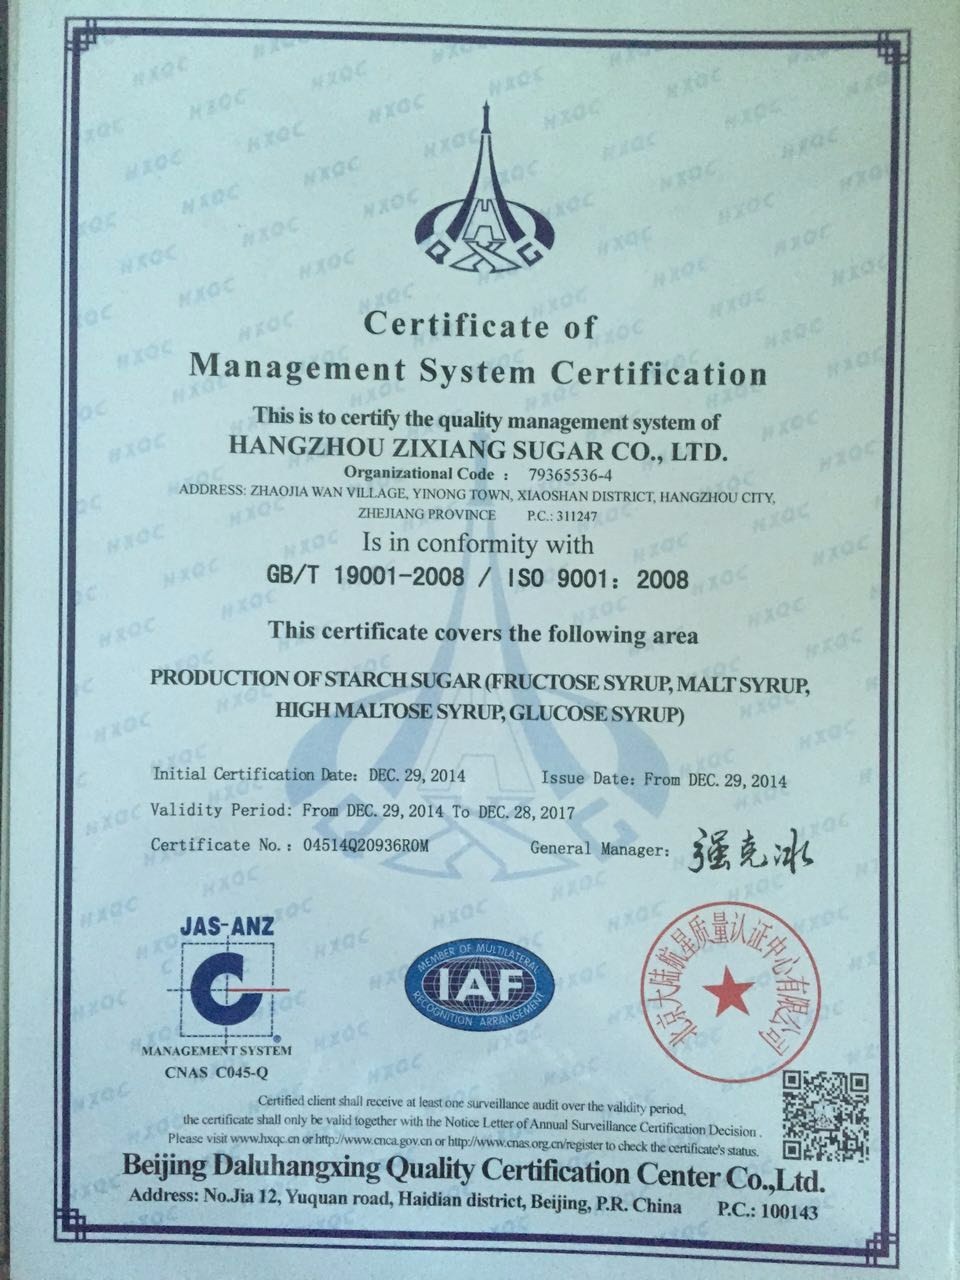 Certificate of
Management System Certification
This is to certify the quality management system of
HANGZHOU ZIXIANG SUGAR CO., LTD.
Organizational Code : 79365536-4
ADDRESS: ZHAOJIA WAN VILLAGE, YINONG TOWN, XIAOSHAN DISTRICT, HANGZHOU CITY,
ZHEJIANG PROVINCE P.C.: 311247
Is in conformity with
GB/T 19001-2008 / ISO 9001: 2008
This certificate covers the following area
PRODUCTION OF STARCH SUGAR (FRUCTOSE SYRUP, MALT SYRUP,
HIGH MALTOSE SYRUP, GLUCOSE SYRUP)
Initial Certification Date: DEC. 29, 2014 Issue Date: From DEC. 29, 2014
Validity Period: From DEC. 29, 2014 To DEC. 28, 2017
Certificate No.: 04514Q20936R0M General Manager: 强克冰
JAS-ANZ
MANAGEMENT SYSTEM
CNAS C045-Q
MEMBER OF MULTILATERAL
IAF
RECOGNITION ARRANGEMENT
北京大陆航星质量认证中心有限公司
Certified client shall receive at least one surveillance audit over the validity period,
the certificate shall only be valid together with the Notice Letter of Annual Surveillance Certification Decision.
Please visit www.hxqc.cn or http://www.cnca.gov.cn or http://www.cnas.org.cn/register to check the certificate's status.
Beijing Daluhangxing Quality Certification Center Co.,Ltd.
Address: No.Jia 12, Yuquan road, Haidian district, Beijing, P.R. China P.C.: 100143